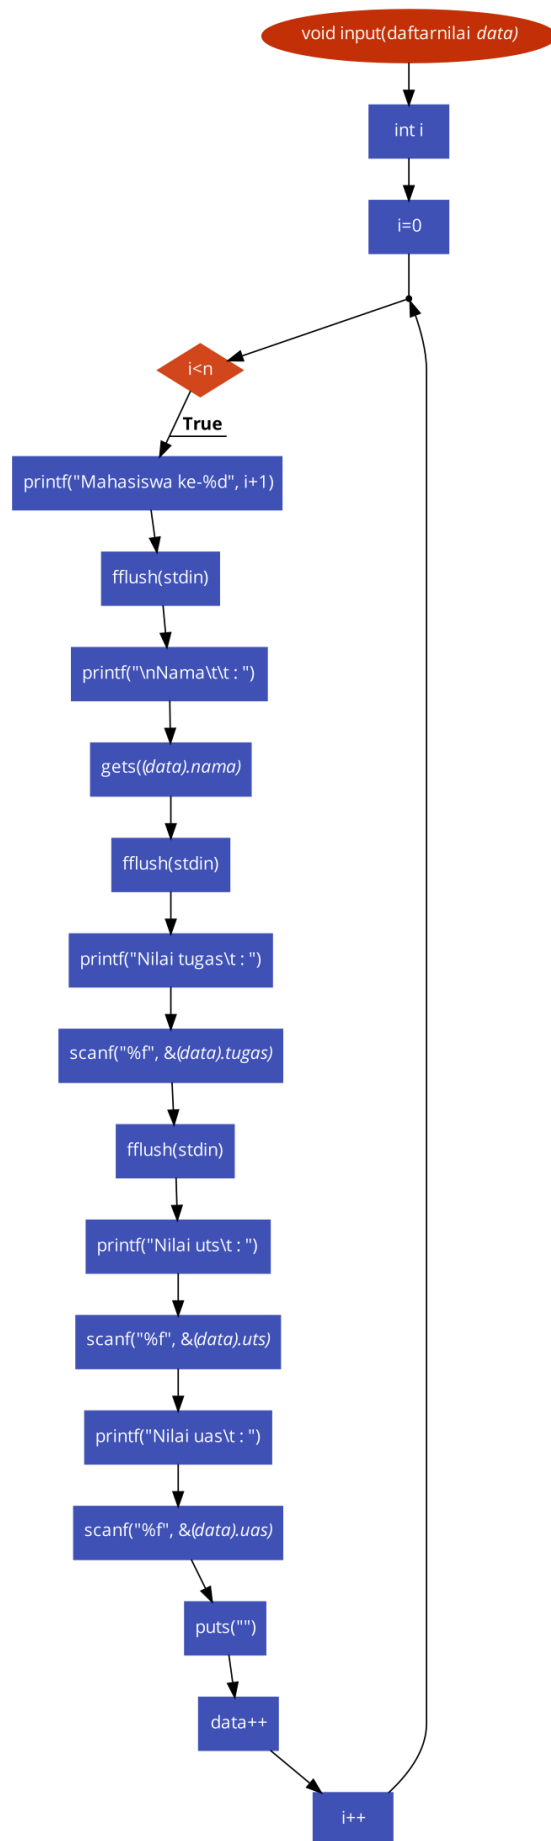 void input(daftarnilai data)
int i
i=0
i<n
True
printf("Mahasiswa ke-%d", i+1)
fflush(stdin)
printf("\nNama\t\t : ")
gets((data).nama)
fflush(stdin)
printf("Nilai tugas\t : ")
scanf("%f", &(data).tugas)
fflush(stdin)
printf("Nilai uts\t : ")
scanf("%f", &(data).uts)
printf("Nilai uas\t : ")
scanf("%f", &(data).uas)
puts("")
data++
i++